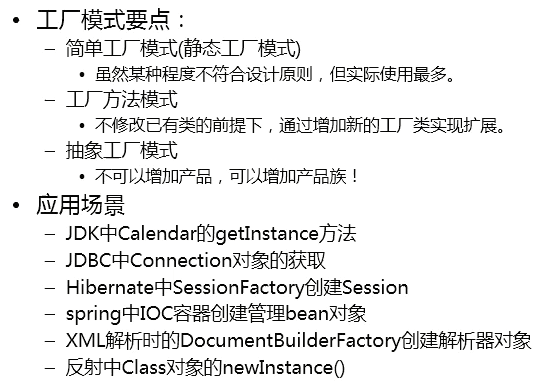 • 工厂模式要点：
– 简单工厂模式(静态工厂模式)
• 虽然某种程度不符合设计原则，但实际使用最多。
– 工厂方法模式
• 不修改已有类的前提下，通过增加新的工厂类实现扩展。
– 抽象工厂模式
• 不可以增加产品，可以增加产品族！
• 应用场景
– JDK中Calendar的getInstance方法
– JDBC中Connection对象的获取
– Hibernate中SessionFactory创建Session
– spring中IOC容器创建管理bean对象
– XML解析时的DocumentBuilderFactory创建解析器对象
– 反射中Class对象的newInstance()